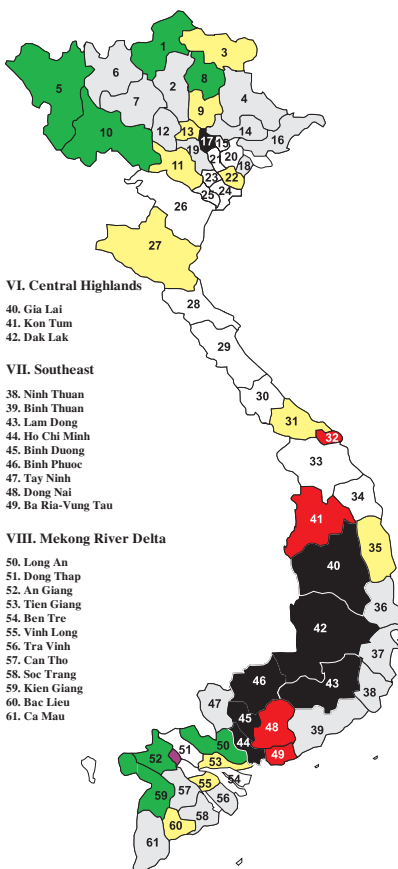 1
3
6
2
8
5
4
7
9
10
12
13
17
15
14
16
19
21
20
18
11
23
22
24
25
26
27
VI. Central Highlands
40. Gia Lai
41. Kon Tum
42. Dak Lak
28
29
VII. Southeast
38. Ninh Thuan
39. Binh Thuan
43. Lam Dong
44. Ho Chi Minh
45. Binh Duong
46. Binh Phuoc
47. Tay Ninh
48. Dong Nai
49. Ba Ria-Vung Tau
30
31
32
33
34
41
35
40
VIII. Mekong River Delta
50. Long An
51. Dong Thap
52. An Giang
53. Tien Giang
54. Ben Tre
55. Vinh Long
56. Tra Vinh
57. Can Tho
58. Soc Trang
59. Kien Giang
60. Bac Lieu
61. Ca Mau
36
42
37
46
43
38
47
45
48
39
44
50
51
52
49
53
54
55
57
59
56
58
60
61